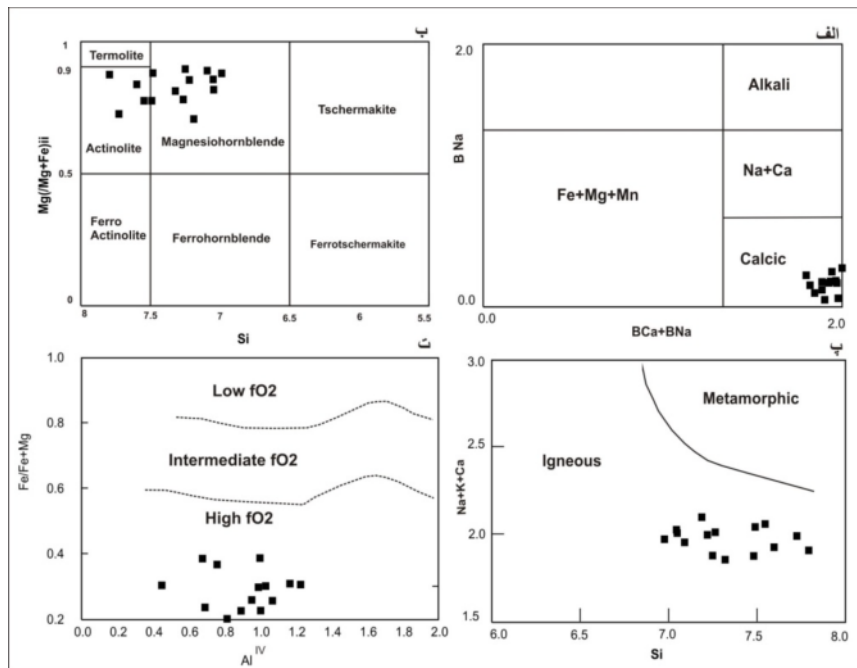 ب
1
Termolite
0.9
Tschermakite
Actinolite
Magnesiohornblende
0.5
Ferro
Actinolite
Ferrohornblende
Ferrotschermakite
0
8
7.5
7
6.5
6
5.5
Si
Mg(/Mg+Fe)ii
الف
2.0
Alkali
Na+Ca
Fe+Mg+Mn
Calcic
0.0
0.0
2.0
BCa+BNa
B Na
1.0
Low fO2
0.8
Intermediate fO2
0.6
High fO2
0.4
0.2
0.0
0.4
0.6
0.8
1.0
1.2
1.4
1.6
1.8
2.0
Al IV
Fe/Fe+Mg
3.0
Metamorphic
2.5
Igneous
2.0
1.5
6.0
6.5
7.0
7.5
8.0
Si
Na+K+Ca